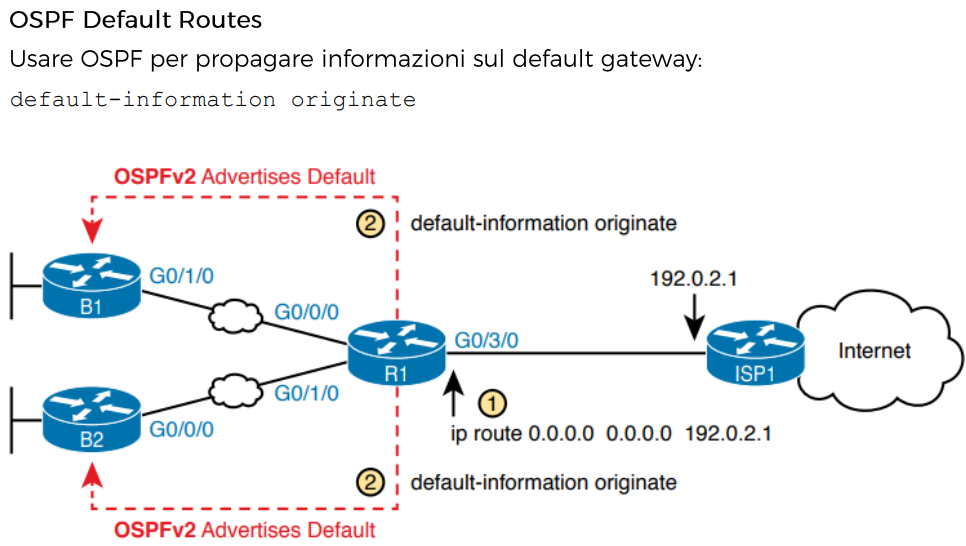 OSPF Default Routes
Usare OSPF per propagare informazioni sul default gateway:
default-information originate
OSPFv2 Advertises Default
2 default-information originate
192.0.2.1
G0/1/0
B1
G0/0/0
G0/3/0
R1
ISP1
Internet
G0/1/0
1
B2
G0/0/0
ip route 0.0.0.0 0.0.0.0 192.0.2.1
2 default-information originate
OSPFv2 Advertises Default